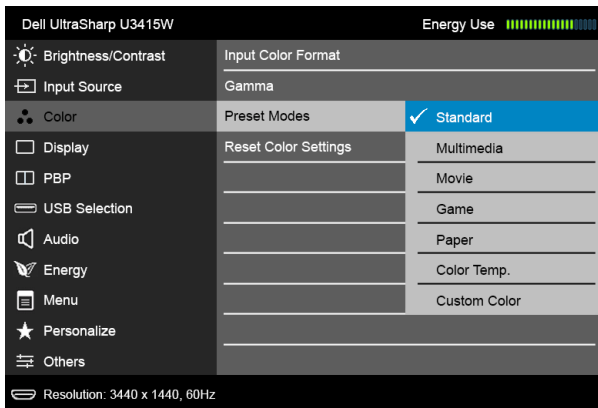 Dell UltraSharp U3415W Energy Use
Brightness/Contrast Input Color Format
Input Source Gamma
Color Preset Modes Standard
Display Reset Color Settings Multimedia
PBP Movie
USB Selection Game
Audio Paper
Energy Color Temp.
Menu Custom Color
Personalize
Others
Resolution: 3440 x 1440, 60Hz